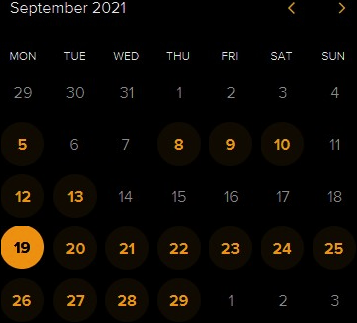 September 2021 < >
MON TUE WED THU FRI SAT SUN
29 30 31 1 2 3 4
5 6 7 8 9 10 11
12 13 14 15 16 17 18
19 20 21 22 23 24 25
26 27 28 29 1 2 3